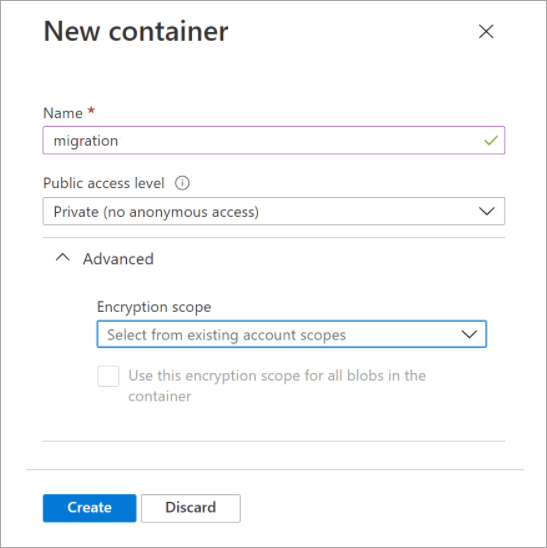 New container
Name *
migration
Public access level
Private (no anonymous access)
Advanced
Encryption scope
Select from existing account scopes
Use this encryption scope for all blobs in the
container
Create
Discard